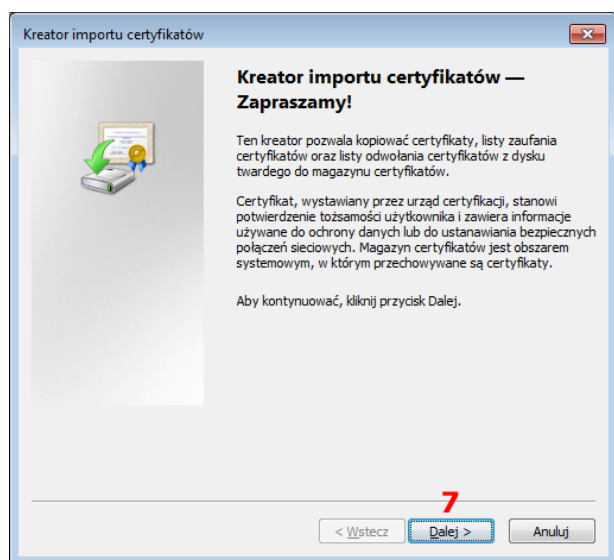 Kreator importu certyfikatów
Kreator importu certyfikatów —
Zapraszamy!
Ten kreator pozwala kopiować certyfikaty, listy zaufania
certyfikatów oraz listy odwołania certyfikatów z dysku
twardego do magazynu certyfikatów.
Certyfikat, wystawiany przez urząd certyfikacji, stanowi
potwierdzenie tożsamości użytkownika i zawiera informacje
używane do ochrony danych lub do ustanawiania bezpiecznych
połączeń sieciowych. Magazyn certyfikatów jest obszarem
systemowym, w którym przechowywane są certyfikaty.
Aby kontynuować, kliknij przycisk Dalej.
7
< Wstecz Dalej > Anuluj